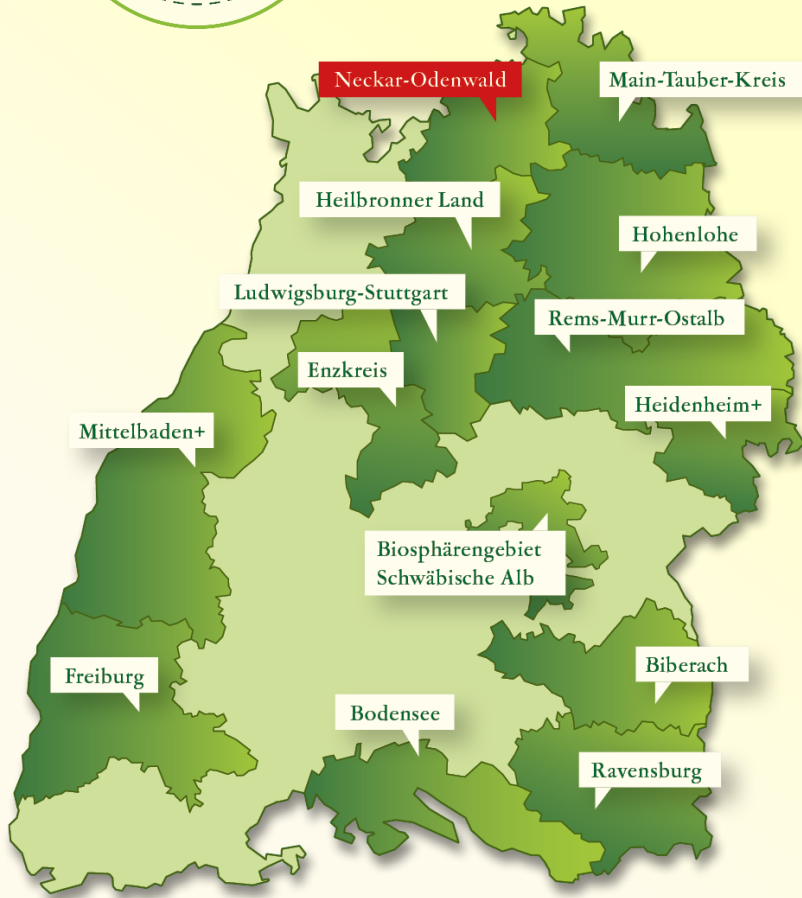 Neckar-Odenwald
Main-Tauber-Kreis
Heilbronner Land
Hohenlohe
Ludwigsburg-Stuttgart
Rems-Murr-Ostalb
Enzkreis
Heidenheim+
Mittelbaden+
Biosphärengebiet
Schwäbische Alb
Freiburg
Biberach
Bodensee
Ravensburg